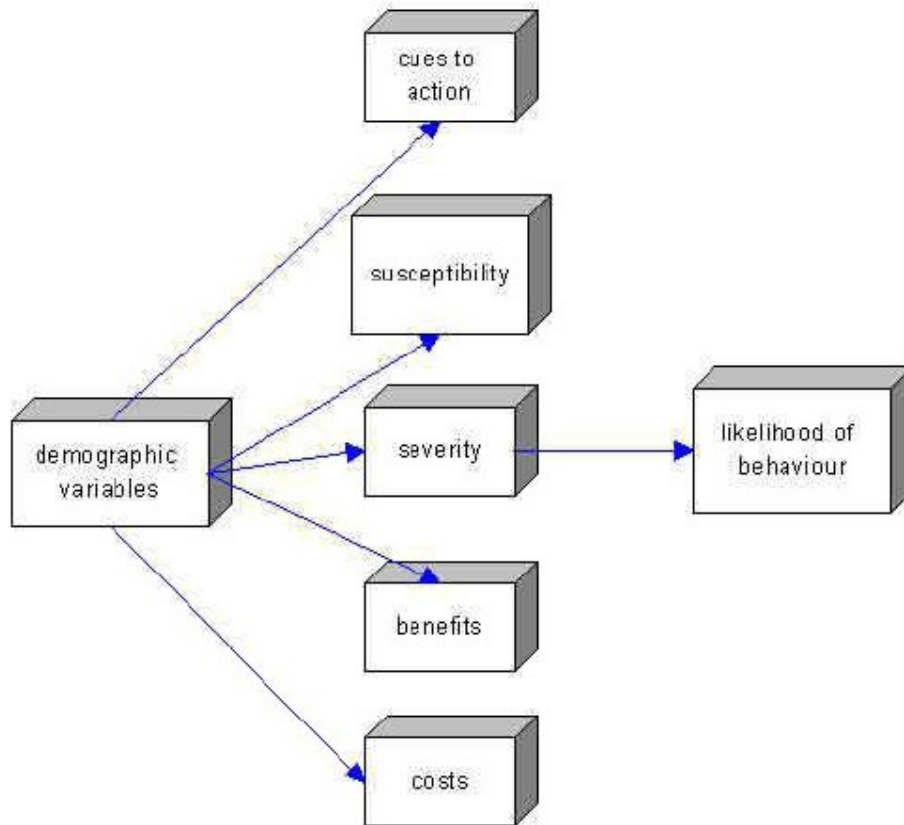 cues to
action
susceptibility
demographic
variables
severity
likelihood of
behaviour
benefits
costs